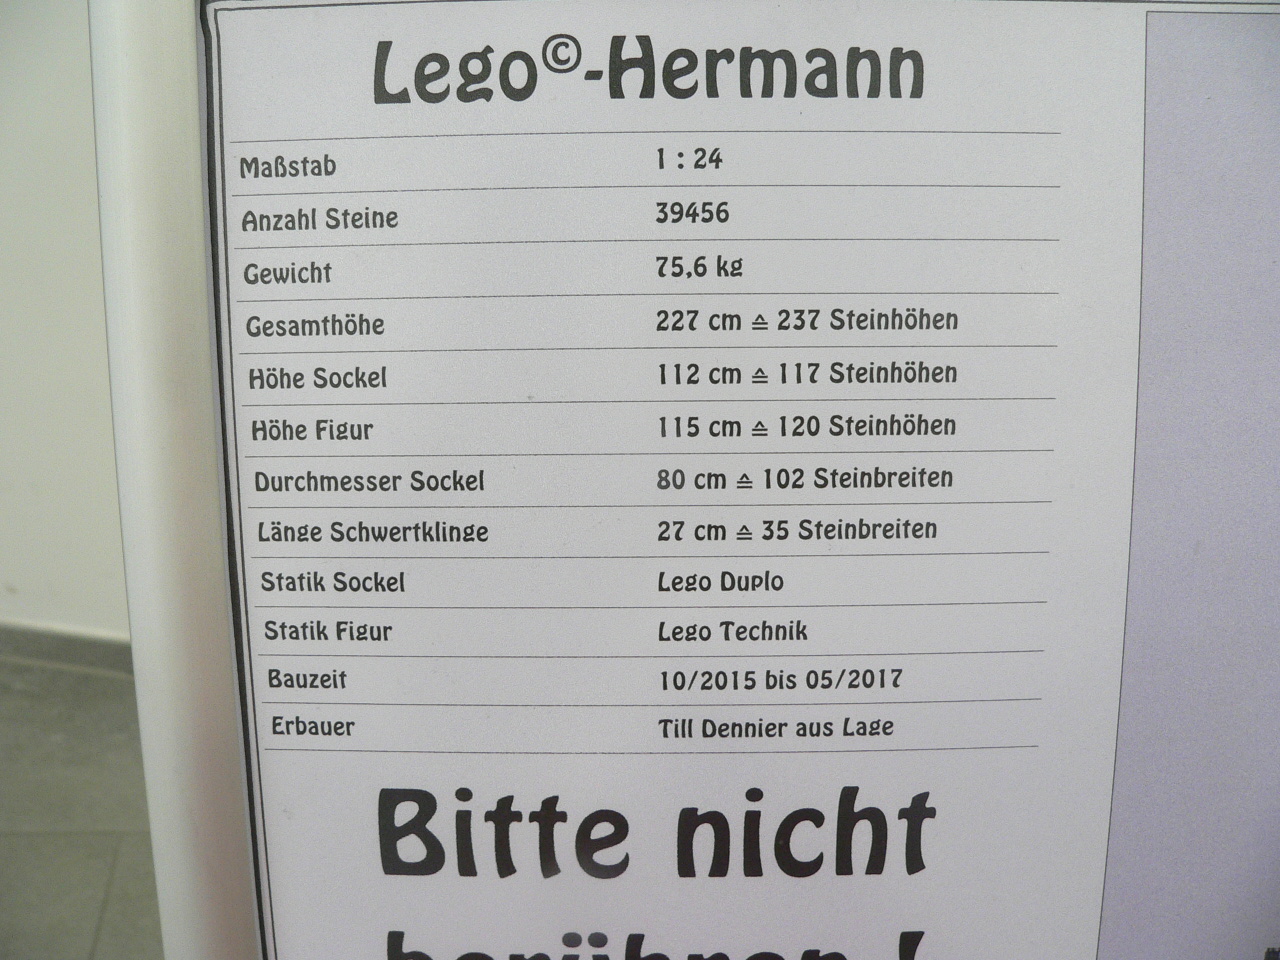 Lego©-Hermann
Maßstab 1 : 24
Anzahl Steine 39456
Gewicht 75,6 kg
Gesamthöhe 227 cm ≙ 237 Steinhöhen
Höhe Sockel 112 cm ≙ 117 Steinhöhen
Höhe Figur 115 cm ≙ 120 Steinhöhen
Durchmesser Sockel 80 cm ≙ 102 Steinbreiten
Länge Schwertklinge 27 cm ≙ 35 Steinbreiten
Statik Sockel Lego Duplo
Statik Figur Lego Technik
Bauzeit 10/2015 bis 05/2017
Erbauer Till Dennier aus Lage
Bitte nicht
berühren !